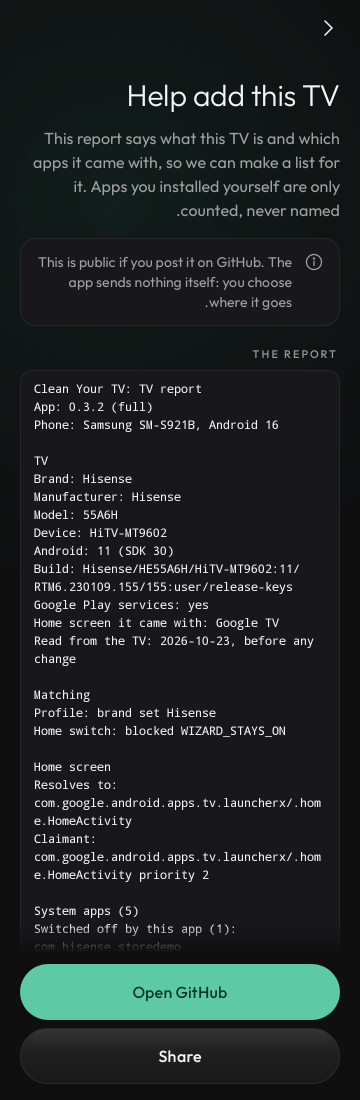 Help add this TV
This report says what this TV is and which
apps it came with, so we can make a list for
it. Apps you installed yourself are only
.counted, never named
This is public if you post it on GitHub. The
app sends nothing itself: you choose
.where it goes
THE REPORT
Clean Your TV: TV report
App: 0.3.2 (full)
Phone: Samsung SM-S921B, Android 16
TV
Brand: Hisense
Manufacturer: Hisense
Model: 55A6H
Device: HiTV-MT9602
Android: 11 (SDK 30)
Build: Hisense/HE55A6H/HiTV-MT9602:11/
RTM6.230109.155/155:user/release-keys
Google Play services: yes
Home screen it came with: Google TV
Read from the TV: 2026-10-23, before any
change
Matching
Profile: brand set Hisense
Home switch: blocked WIZARD_STAYS_ON
Home screen
Resolves to:
com.google.android.apps.tv.launcherx/.hom
e.HomeActivity
Claimant:
com.google.android.apps.tv.launcherx/.hom
e.HomeActivity priority 2
System apps (5)
Switched off by this app (1):
com.hisense.storedemo
Open GitHub
Share